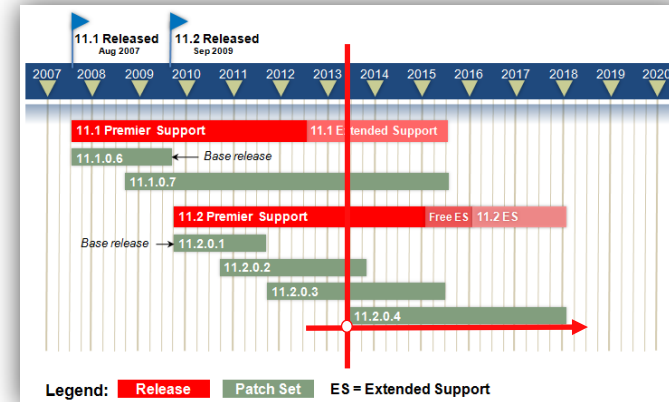 11.1 Released
Aug 2007
11.2 Released
Sep 2009
2007 2008 2009 2010 2011 2012 2013 2014 2015 2016 2017 2018 2019 2020
11.1 Premier Support 11.1 Extended Support
11.1.0.6 Base release
11.1.0.7
11.2 Premier Support Free ES 11.2 ES
Base release 11.2.0.1
11.2.0.2
11.2.0.3
11.2.0.4
Legend: Release Patch Set ES = Extended Support